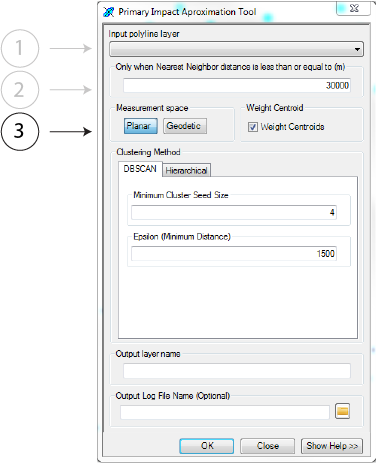 Primary Impact Aproximation Tool
Input polyline layer
1
Only when Nearest Neighbor distance is less than or equal to (m)
2
30000
Measurement space
Weight Centroid
3
Planar
Geodetic
Weight Centroids
Clustering Method
DBSCAN
Hierarchical
Minimum Cluster Seed Size
4
Epsilon (Minimum Distance)
1500
Output layer name
Output Log File Name (Optional)
OK
Close
Show Help >>